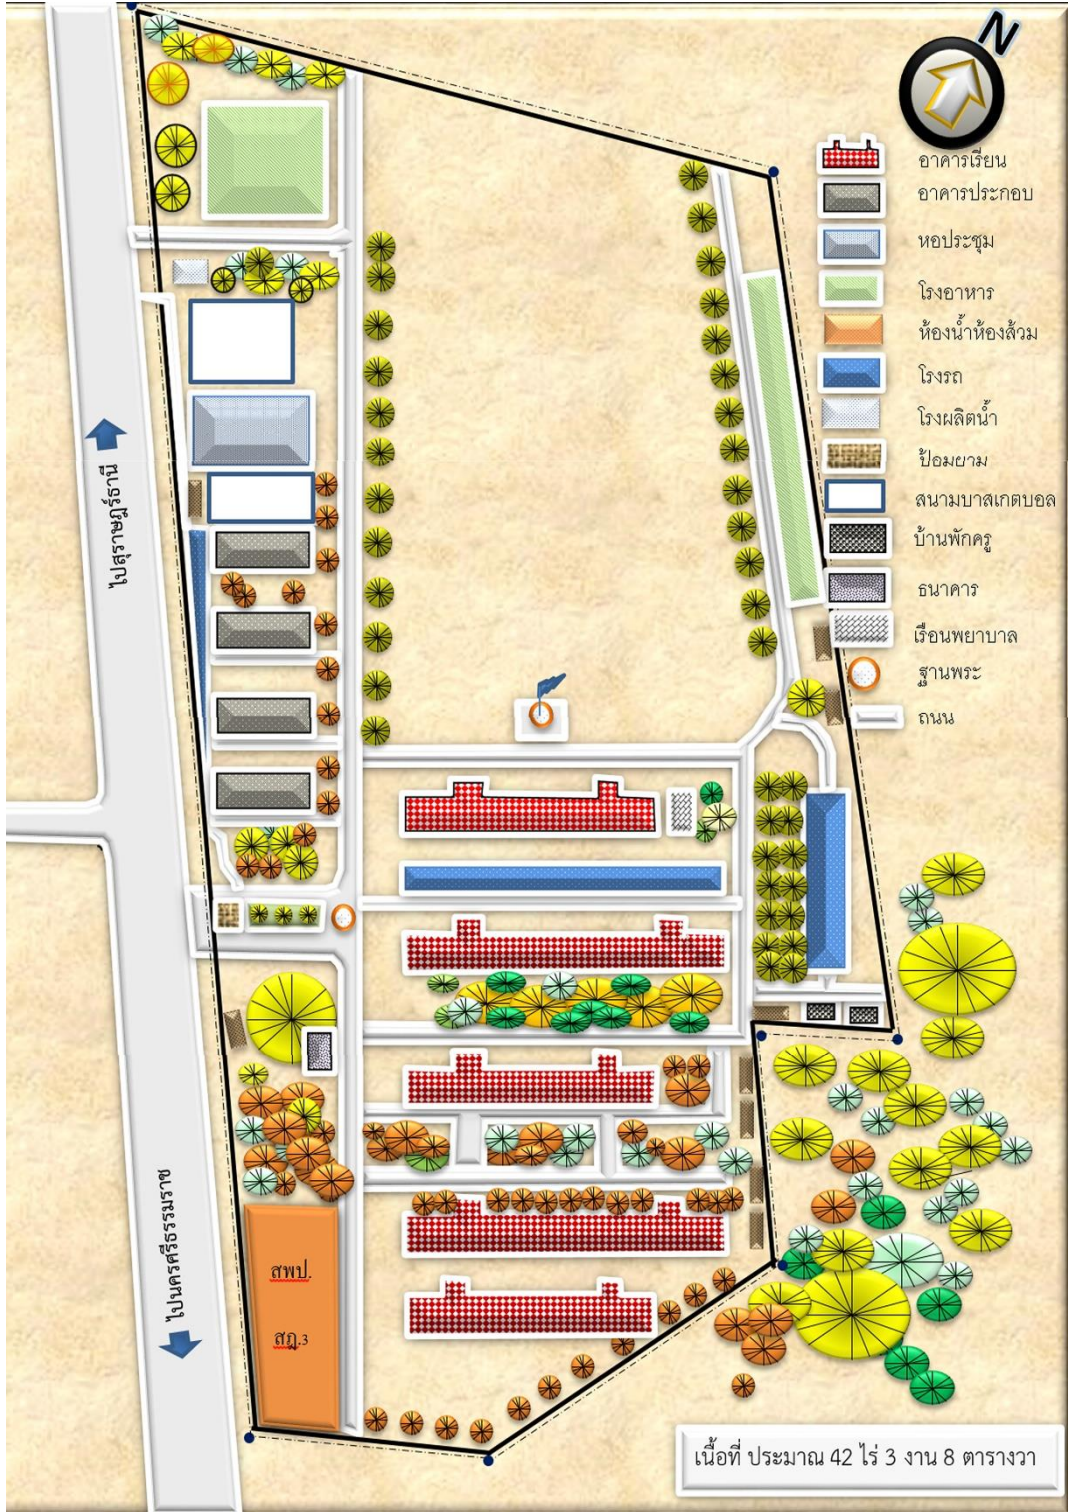 N
อาคารเรียน
อาคารประกอบ
หอประชุม
โรงอาหาร
ห้องน้ำห้องส้วม
โรงรถ
โรงผลิตน้ำ
ป้อมยาม
สนามบาสเกตบอล
บ้านพักครู
ธนาคาร
เรือนพยาบาล
ฐานพระ
ถนน
ไปสุราษฎร์ธานี
ไปนครศรีธรรมราช
สพป.
สฎ.3
เนื้อที่ ประมาณ 42 ไร่ 3 งาน 8 ตารางวา